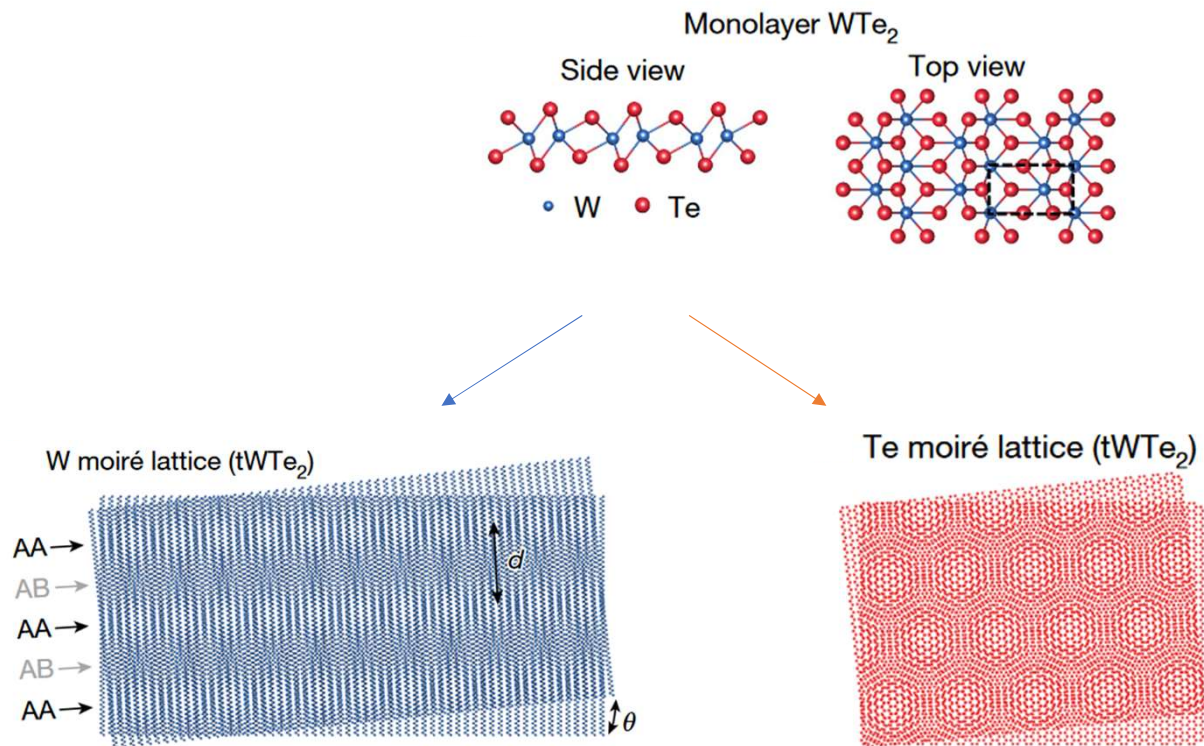 Monolayer WTe₂
Side view
Top view
W
Te
W moiré lattice (tWTe₂)
Te moiré lattice (tWTe₂)
AA
AB
AA
AB
AA
d
θ